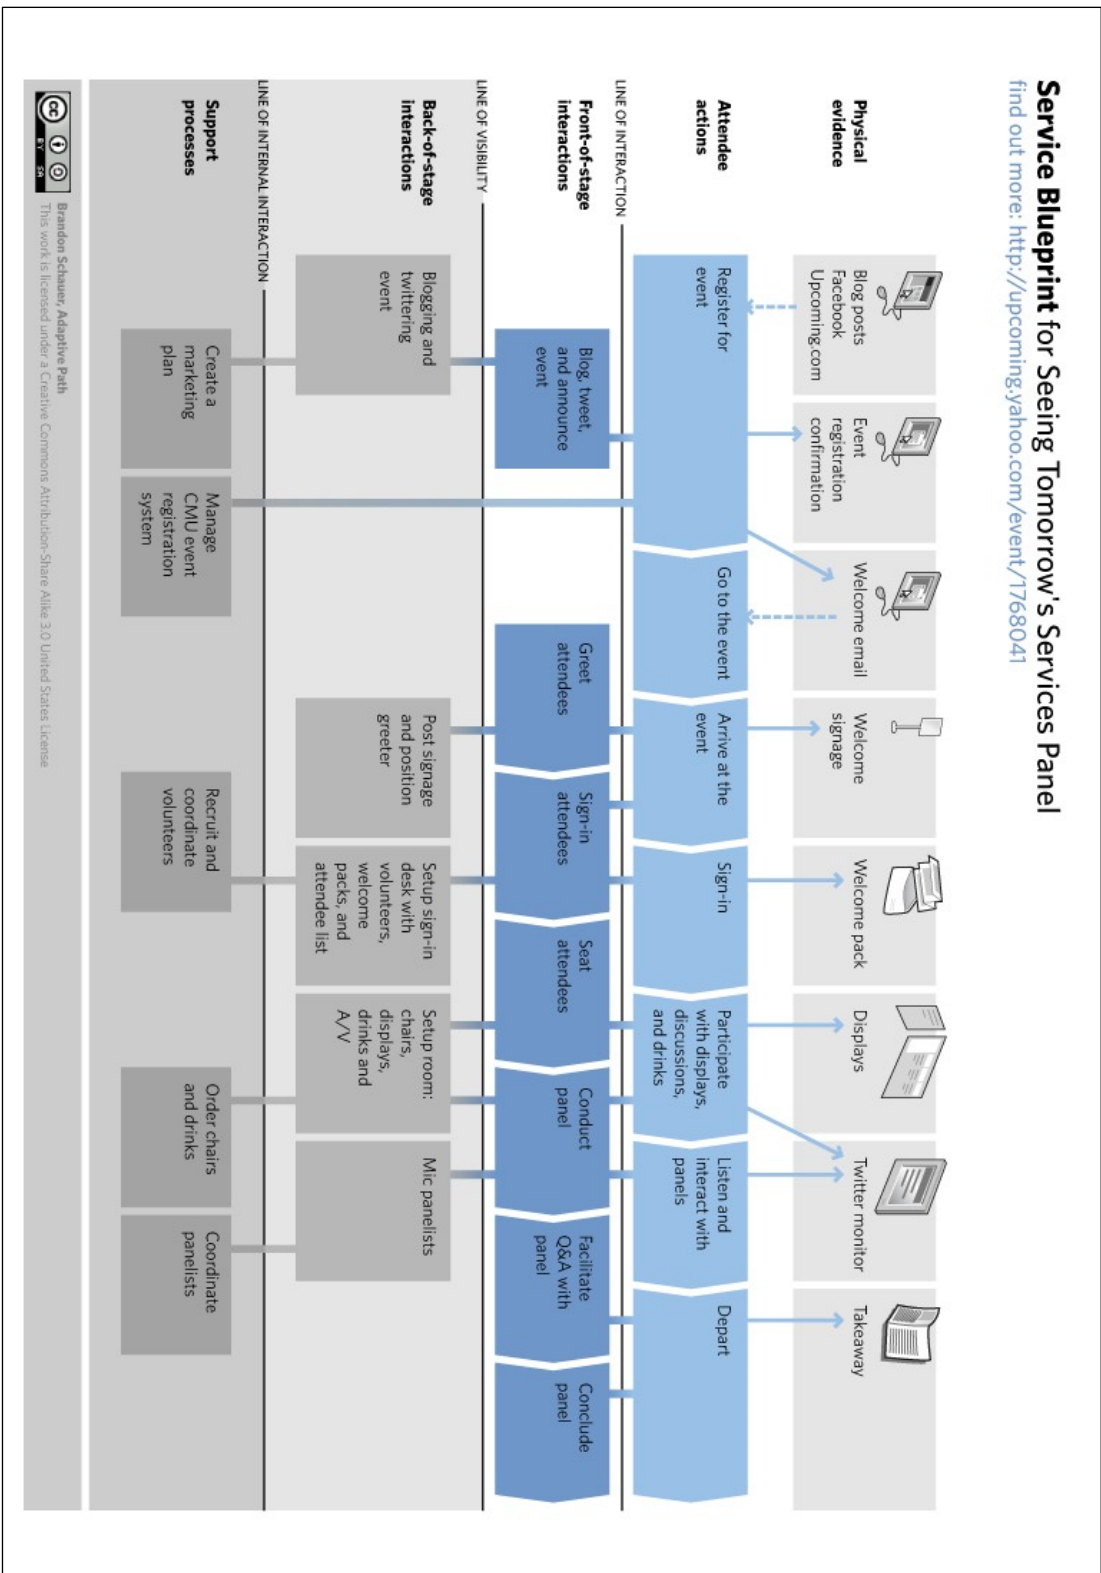 Service Blueprint for Seeing Tomorrow's Services Panel
find out more: http://upcoming.yahoo.com/event/1768041
Physical
evidence
Blog posts
Facebook
Upcoming.com
Event
registration
confirmation
Welcome email
Welcome
signage
Welcome pack
Displays
Twitter monitor
Takeaway
Attendee
actions
Register for
event
Go to the event
Arrive at the
event
Sign-in
Participate
with displays,
discussions,
and drinks
Listen and
interact with
panels
Depart
LINE OF INTERACTION
Front-of-stage
interactions
Blog, tweet,
and announce
event
Greet
attendees
Sign-in
attendees
Seat
attendees
Conduct
panel
Facilitate
Q&A with
panel
Conclude
panel
LINE OF VISIBILITY
Back-of-stage
interactions
Blogging and
twittering
event
Post signage
and position
greeter
Setup sign-in
desk with
volunteers,
welcome
packs, and
attendee list
Setup room:
chairs,
displays,
drinks and
A/V
Mic panelists
LINE OF INTERNAL INTERACTION
Support
processes
Create a
marketing
plan
Manage
CMU event
registration
system
Recruit and
coordinate
volunteers
Order chairs
and drinks
Coordinate
panelists
cc
BY SA
Brandon Schauer, Adaptive Path
This work is licensed under a Creative Commons Attribution-Share Alike 3.0 United States License